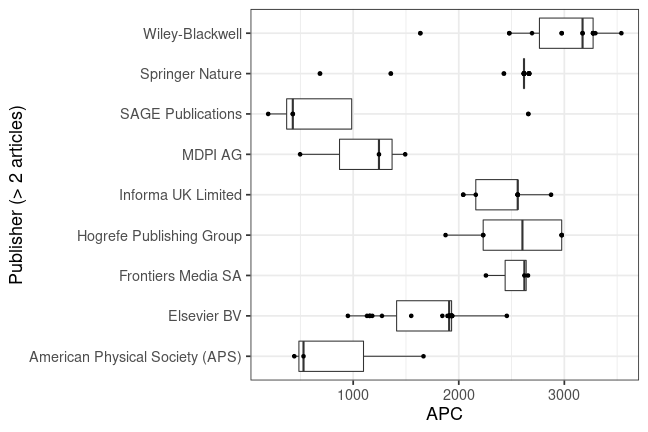 Publisher (> 2 articles)
Wiley-Blackwell
Springer Nature
SAGE Publications
MDPI AG
Informa UK Limited
Hogrefe Publishing Group
Frontiers Media SA
Elsevier BV
American Physical Society (APS)
1000 2000 3000
APC